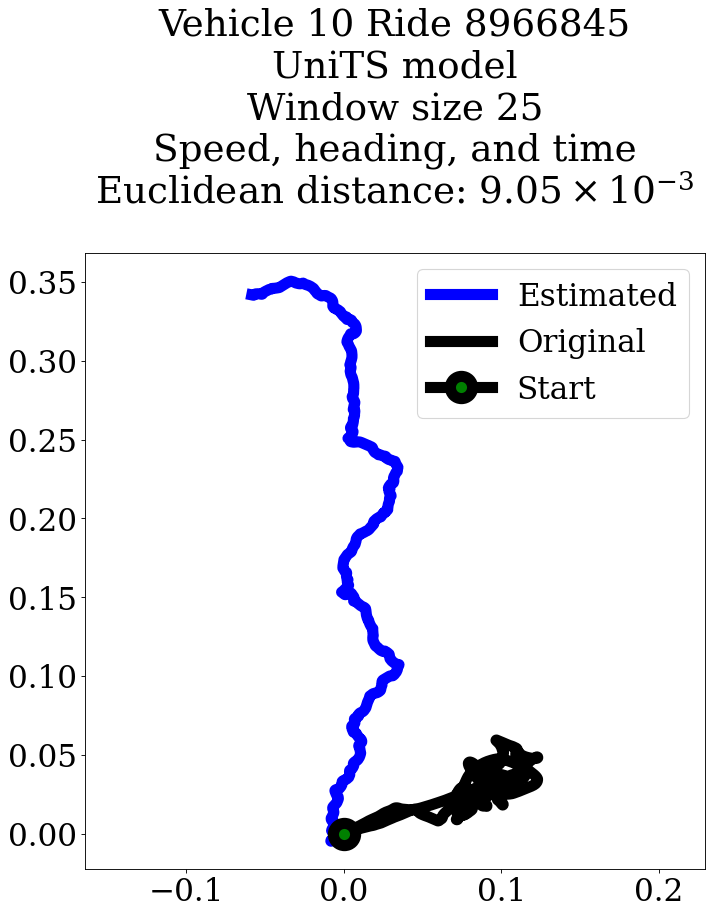 Vehicle 10 Ride 8966845
UniTS model
Window size 25
Speed, heading, and time
Euclidean distance: 9.05 × 10⁻³
Estimated
Original
Start
0.35
0.30
0.25
0.20
0.15
0.10
0.05
0.00
−0.1
0.0
0.1
0.2